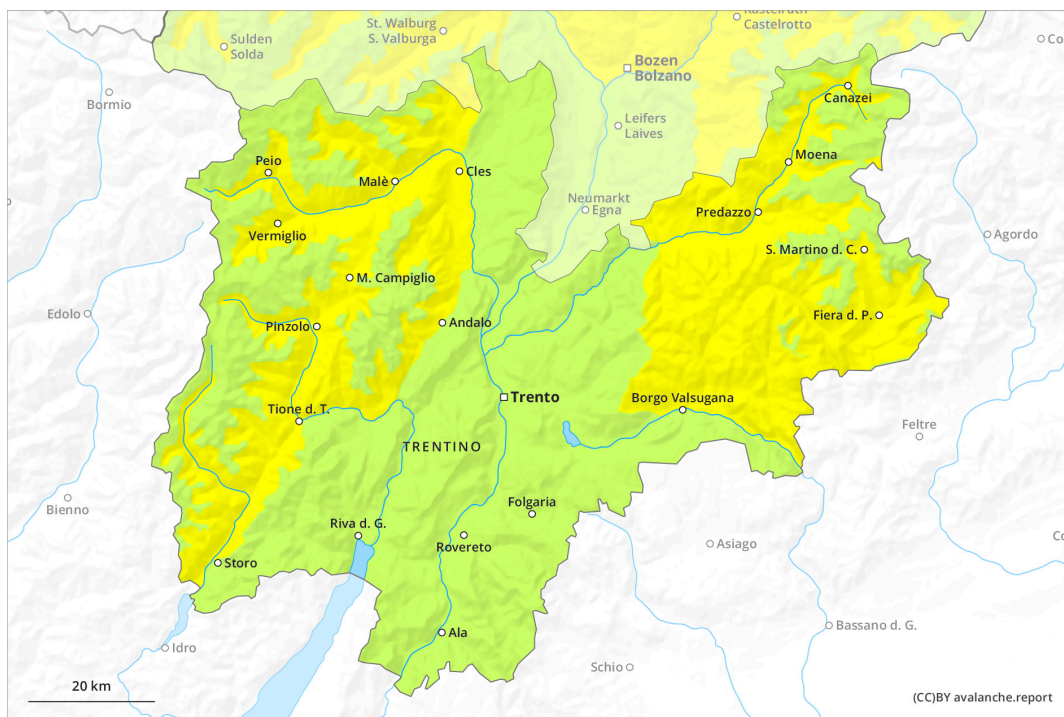 Kastelruth
Castelrotto
St. Walburg
S. Valburga
Sulden
Solda
Bozen
Bolzano
Bormio
Canazei
Leifers
Laives
Moena
Peio
Malè
Cles
Neumarkt
Egna
Predazzo
Vermiglio
Agordo
S. Martino d. C.
M. Campiglio
Edolo
Pinzolo
Andalo
Fiera d. P.
Trento
Borgo Valsugana
Tione d. T.
Feltre
TRENTINO
Bienno
Folgaria
Riva d. G.
Rovereto
Asiago
Storo
Bassano d. G.
Ala
Idro
Schio
20 km
(CC)BY avalanche.report